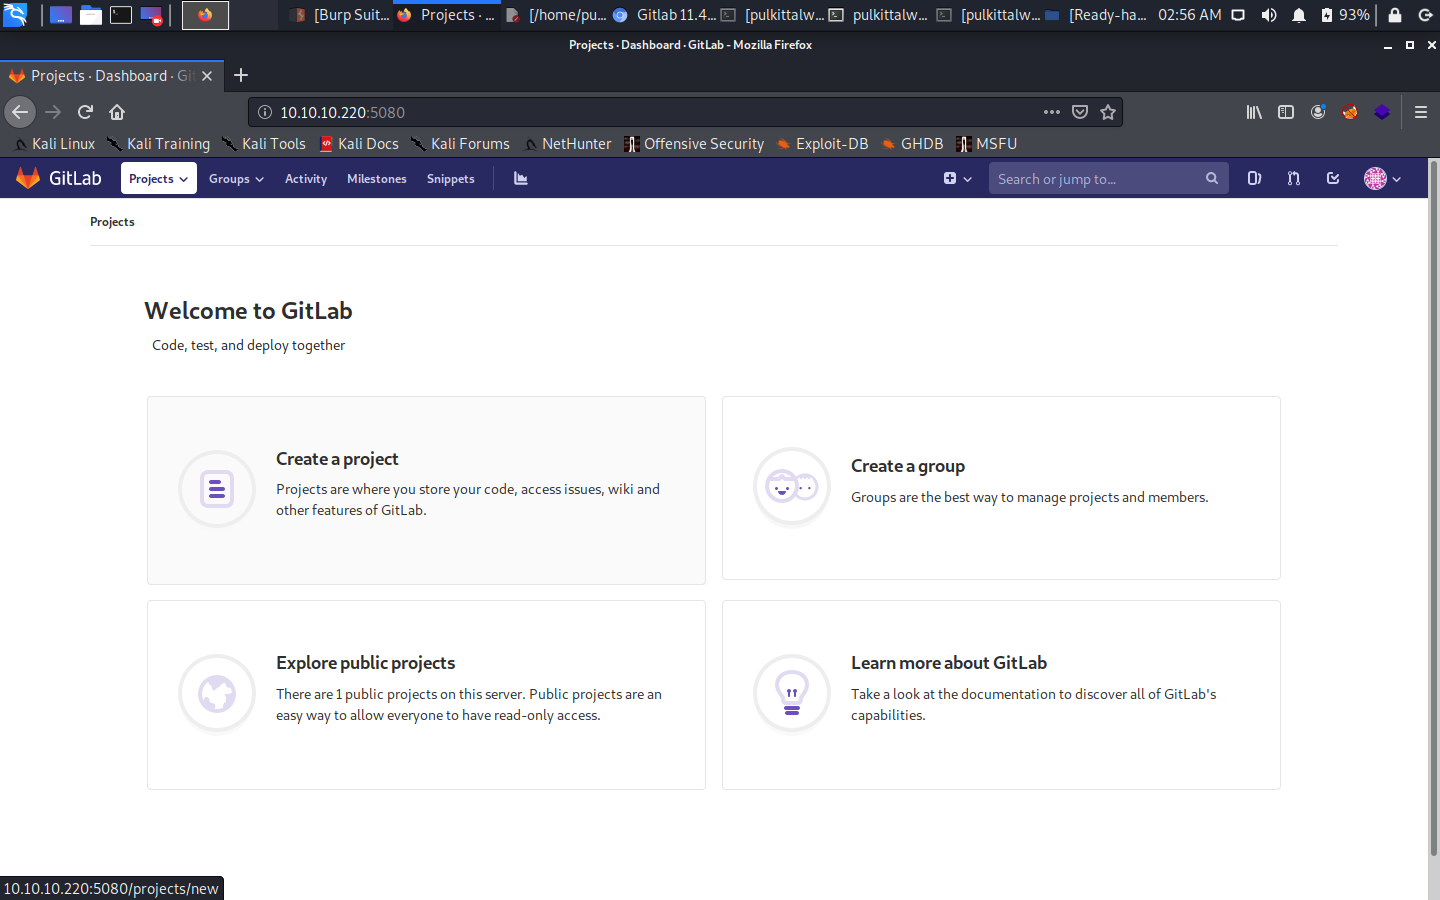 [Burp Suit... Projects · ... [/home/pu... Gitlab 11.4... [pulkittalw... pulkittalw... [pulkittalw... [Ready-ha... 02:56 AM 93%
Projects · Dashboard · GitLab - Mozilla Firefox
Projects · Dashboard · Git
10.10.10.220:5080
Kali Linux Kali Training Kali Tools Kali Docs Kali Forums NetHunter Offensive Security Exploit-DB GHDB MSFU
GitLab Projects Groups Activity Milestones Snippets Search or jump to...
Projects
Welcome to GitLab
Code, test, and deploy together
Create a project
Projects are where you store your code, access issues, wiki and
other features of GitLab.
Create a group
Groups are the best way to manage projects and members.
Explore public projects
There are 1 public projects on this server. Public projects are an
easy way to allow everyone to have read-only access.
Learn more about GitLab
Take a look at the documentation to discover all of GitLab's
capabilities.
10.10.10.220:5080/projects/new